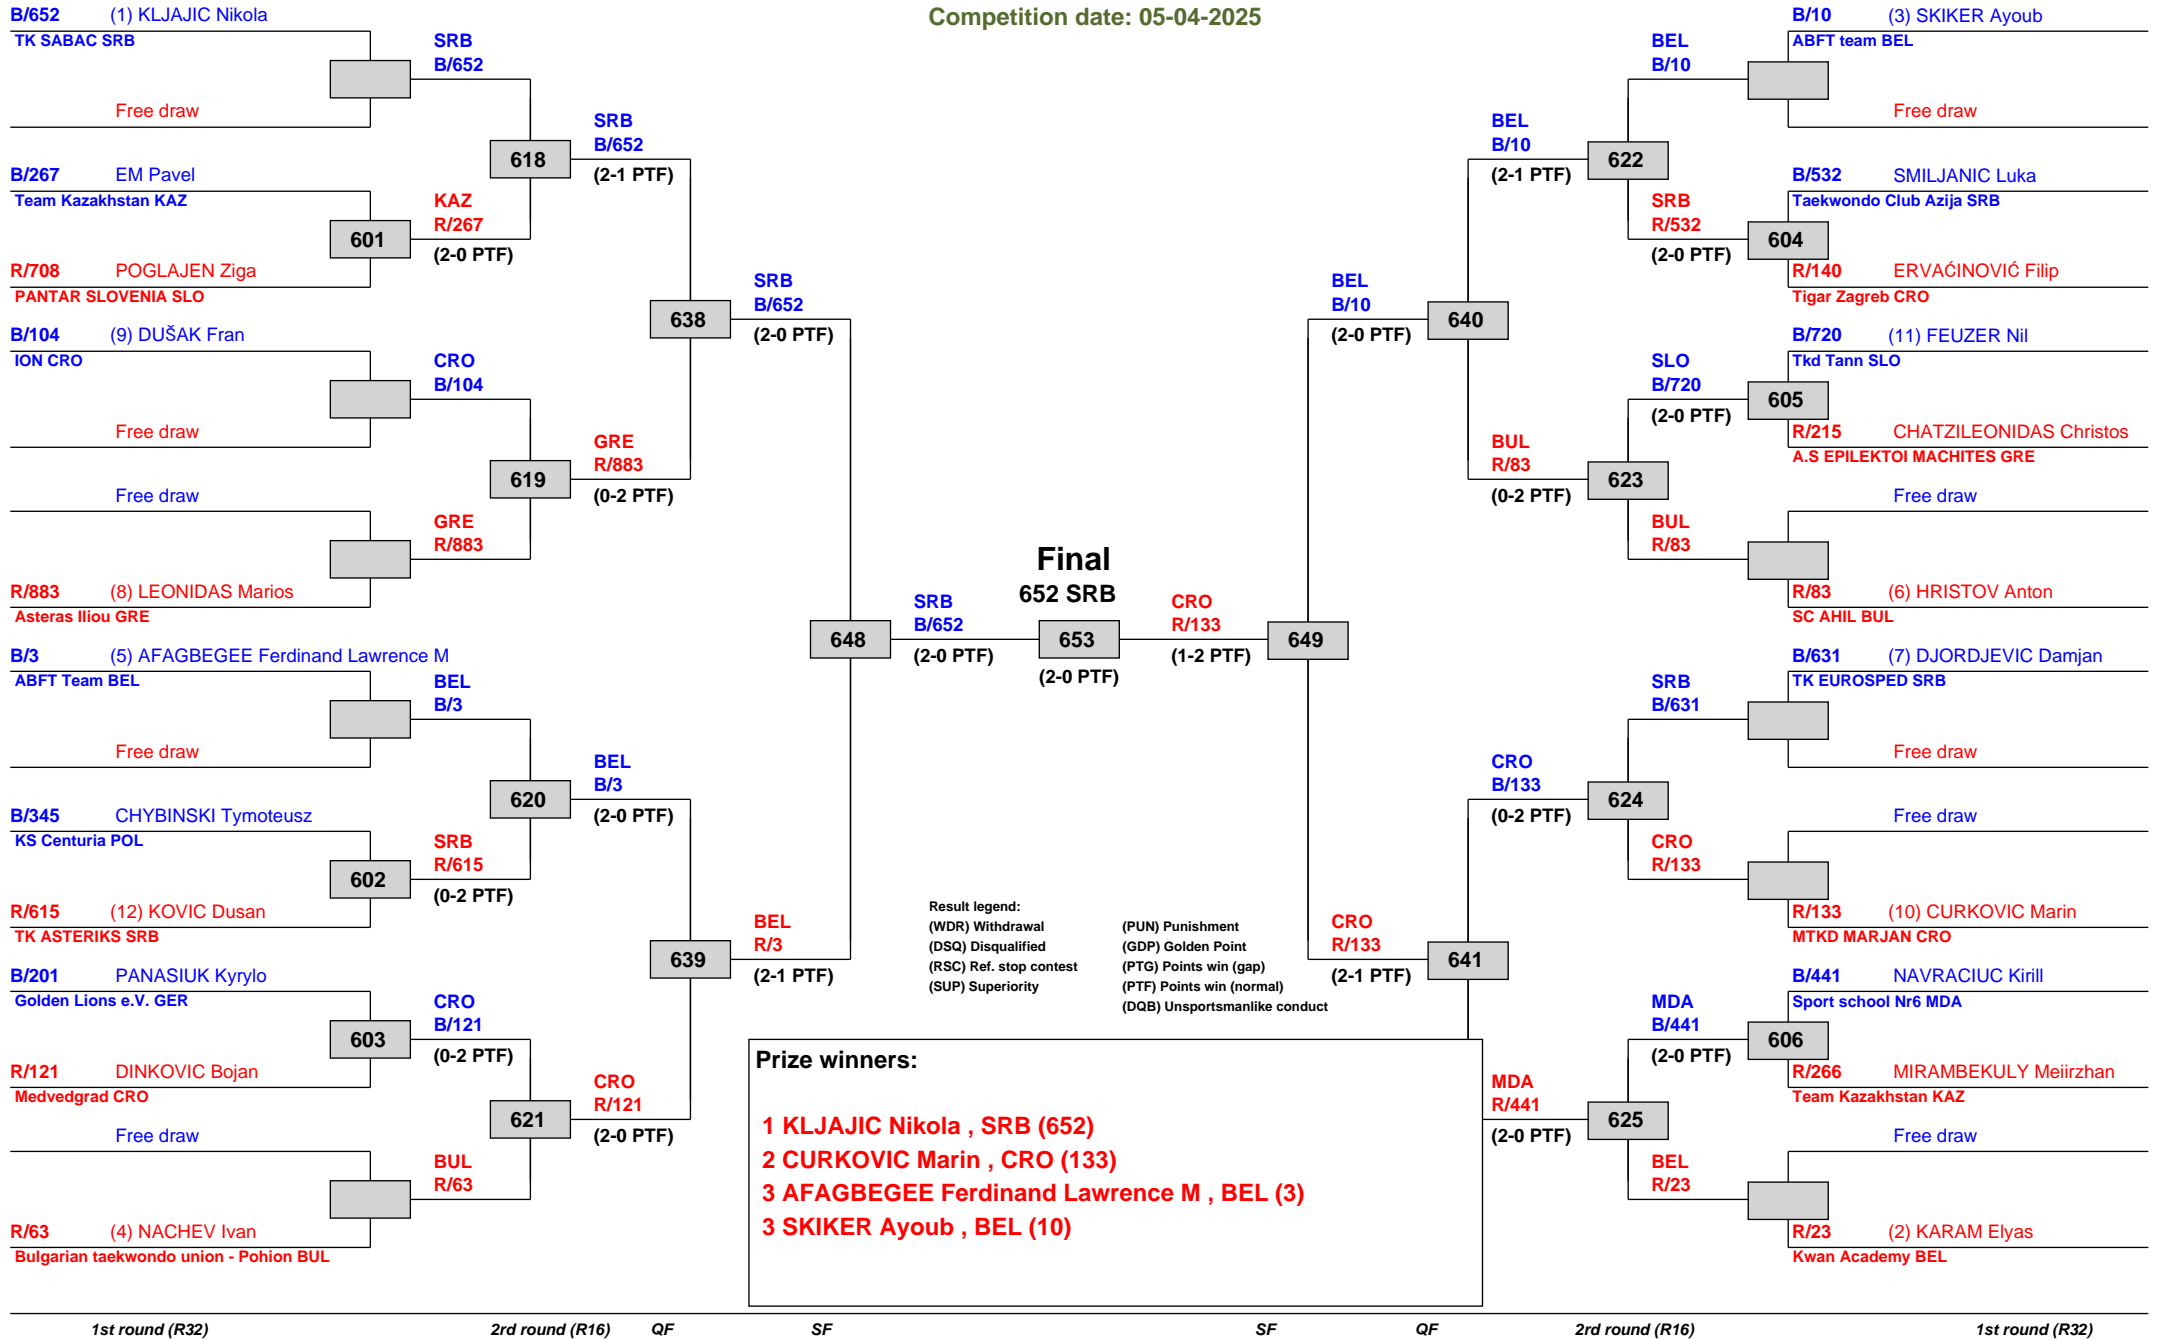 Competition date: 05-04-2025
B/652 (1) KLJAJIC Nikola
TK SABAC SRB
Free draw
B/267 EM Pavel
Team Kazakhstan KAZ
601
R/708 POGLAJEN Ziga
PANTAR SLOVENIA SLO
B/104 (9) DUŠAK Fran
ION CRO
Free draw
Free draw
R/883 (8) LEONIDAS Marios
Asteras Iliou GRE
B/3 (5) AFAGBEGEE Ferdinand Lawrence M
ABFT Team BEL
Free draw
B/345 CHYBINSKI Tymoteusz
KS Centuria POL
602
R/615 (12) KOVIC Dusan
TK ASTERIKS SRB
B/201 PANASIUK Kyrylo
Golden Lions e.V. GER
603
R/121 DINKOVIC Bojan
Medvedgrad CRO
Free draw
R/63 (4) NACHEV Ivan
Bulgarian taekwondo union - Pohion BUL
SRB
B/652
618
KAZ
R/267
(2-0 PTF)
CRO
B/104
619
GRE
R/883
BEL
B/3
620
SRB
R/615
(0-2 PTF)
CRO
B/121
(0-2 PTF)
621
BUL
R/63
SRB
B/652
(2-1 PTF)
638
GRE
R/883
(0-2 PTF)
BEL
B/3
(2-0 PTF)
639
CRO
R/121
(2-0 PTF)
SRB
B/652
(2-0 PTF)
648
BEL
R/3
(2-1 PTF)
SRB
B/652
(2-0 PTF)
Final
652 SRB
653
(2-0 PTF)
CRO
R/133
(1-2 PTF)
BEL
B/10
(2-0 PTF)
649
CRO
R/133
(2-1 PTF)
BEL
B/10
(2-1 PTF)
640
BUL
R/83
(0-2 PTF)
CRO
B/133
(0-2 PTF)
641
MDA
R/441
(2-0 PTF)
BEL
B/10
622
SRB
R/532
(2-0 PTF)
SLO
B/720
(2-0 PTF)
623
BUL
R/83
SRB
B/631
624
CRO
R/133
MDA
B/441
(2-0 PTF)
625
BEL
R/23
B/10 (3) SKIKER Ayoub
ABFT team BEL
Free draw
B/532 SMILJANIC Luka
Taekwondo Club Azija SRB
604
R/140 ERVAĆINOVIĆ Filip
Tigar Zagreb CRO
B/720 (11) FEUZER Nil
Tkd Tann SLO
605
R/215 CHATZILEONIDAS Christos
A.S EPILEKTOI MACHITES GRE
Free draw
R/83 (6) HRISTOV Anton
SC AHIL BUL
B/631 (7) DJORDJEVIC Damjan
TK EUROSPED SRB
Free draw
Free draw
R/133 (10) CURKOVIC Marin
MTKD MARJAN CRO
B/441 NAVRACIUC Kirill
Sport school Nr6 MDA
606
R/266 MIRAMBEKULY Meiirzhan
Team Kazakhstan KAZ
Free draw
R/23 (2) KARAM Elyas
Kwan Academy BEL
Result legend:
(WDR) Withdrawal (PUN) Punishment
(DSQ) Disqualified (GDP) Golden Point
(RSC) Ref. stop contest (PTG) Points win (gap)
(SUP) Superiority (PTF) Points win (normal)
(DQB) Unsportsmanlike conduct
Prize winners:
1 KLJAJIC Nikola , SRB (652)
2 CURKOVIC Marin , CRO (133)
3 AFAGBEGEE Ferdinand Lawrence M , BEL (3)
3 SKIKER Ayoub , BEL (10)
1st round (R32) 2rd round (R16) QF SF SF QF 2rd round (R16) 1st round (R32)